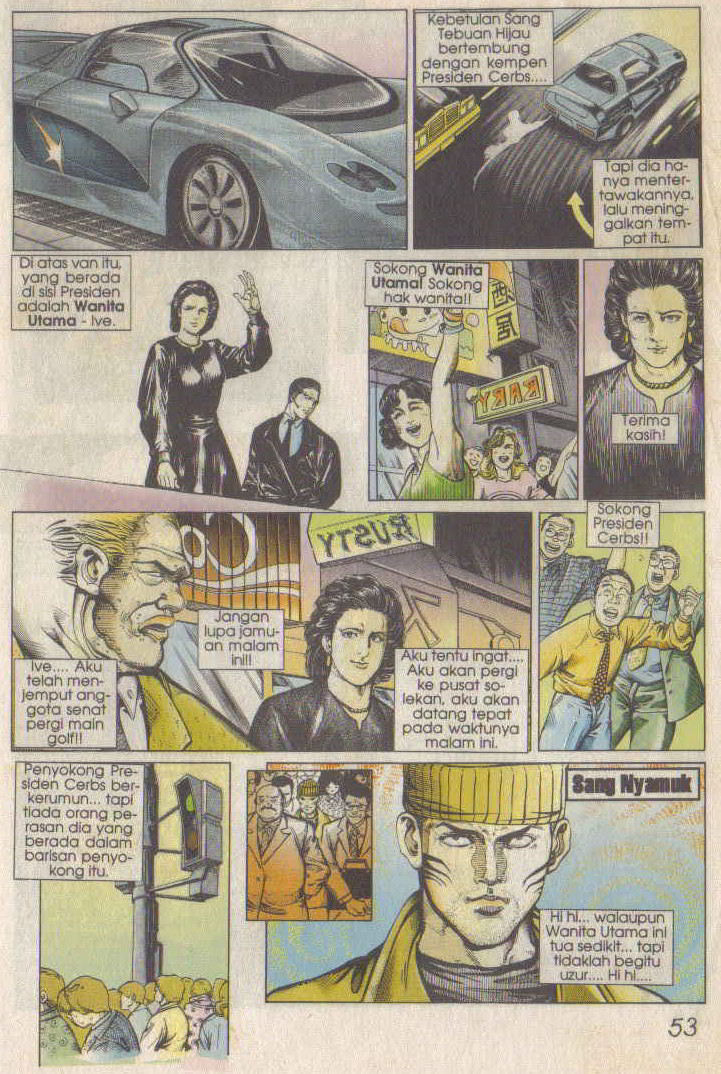 Kebetulan Sang
Tebuan Hijau
bertembung
dengan kempen
Presiden Cerbs....
Tapi dia ha-
nya menter-
tawakannya,
lalu mening-
galkan tem-
pat itu.
Di atas van itu,
yang berada
di sisi Presiden
adalah Wanita
Utama - Ive.
Sokong Wanita
Utama! Sokong
hak wanita!!
Terima
kasih!
Ive.... Aku
telah men-
jemput ang-
gota senat
pergi main
golf!!
Jangan
lupa jamu-
an malam
ini!!
RUSTY
Aku tentu ingat....
Aku akan pergi
ke pusat so-
lekan, aku akan
datang tepat
pada waktunya
malam ini.
Sokong
Presiden
Cerbs!!
Penyokong Pre-
siden Cerbs ber-
kerumun... tapi
tiada orang pe-
rasan dia yang
berada dalam
barisan penyo-
kong itu.
Sang Nyamuk
Hi hi... walaupun
Wanita Utama ini
tua sedikit... tapi
tidaklah begitu
uzur.... Hi hi....
53